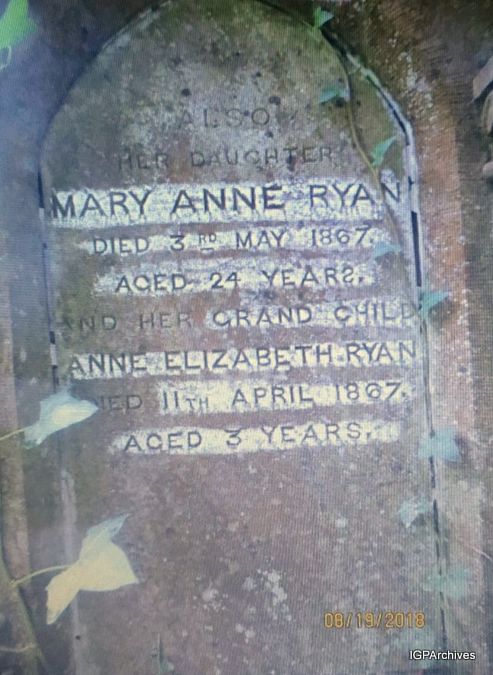 ALSO
HER DAUGHTER
MARY ANNE RYAN
DIED 3RD MAY 1867.
AGED 24 YEARS.
AND HER GRAND CHILD
ANNE ELIZABETH RYAN
DIED 11TH APRIL 1867.
AGED 3 YEARS.
08/19/2018
IGPArchives